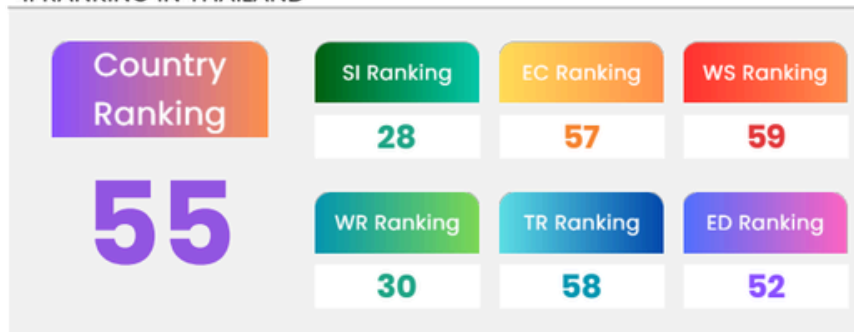 Country
Ranking
55
SI Ranking
28
EC Ranking
57
WS Ranking
59
WR Ranking
30
TR Ranking
58
ED Ranking
52